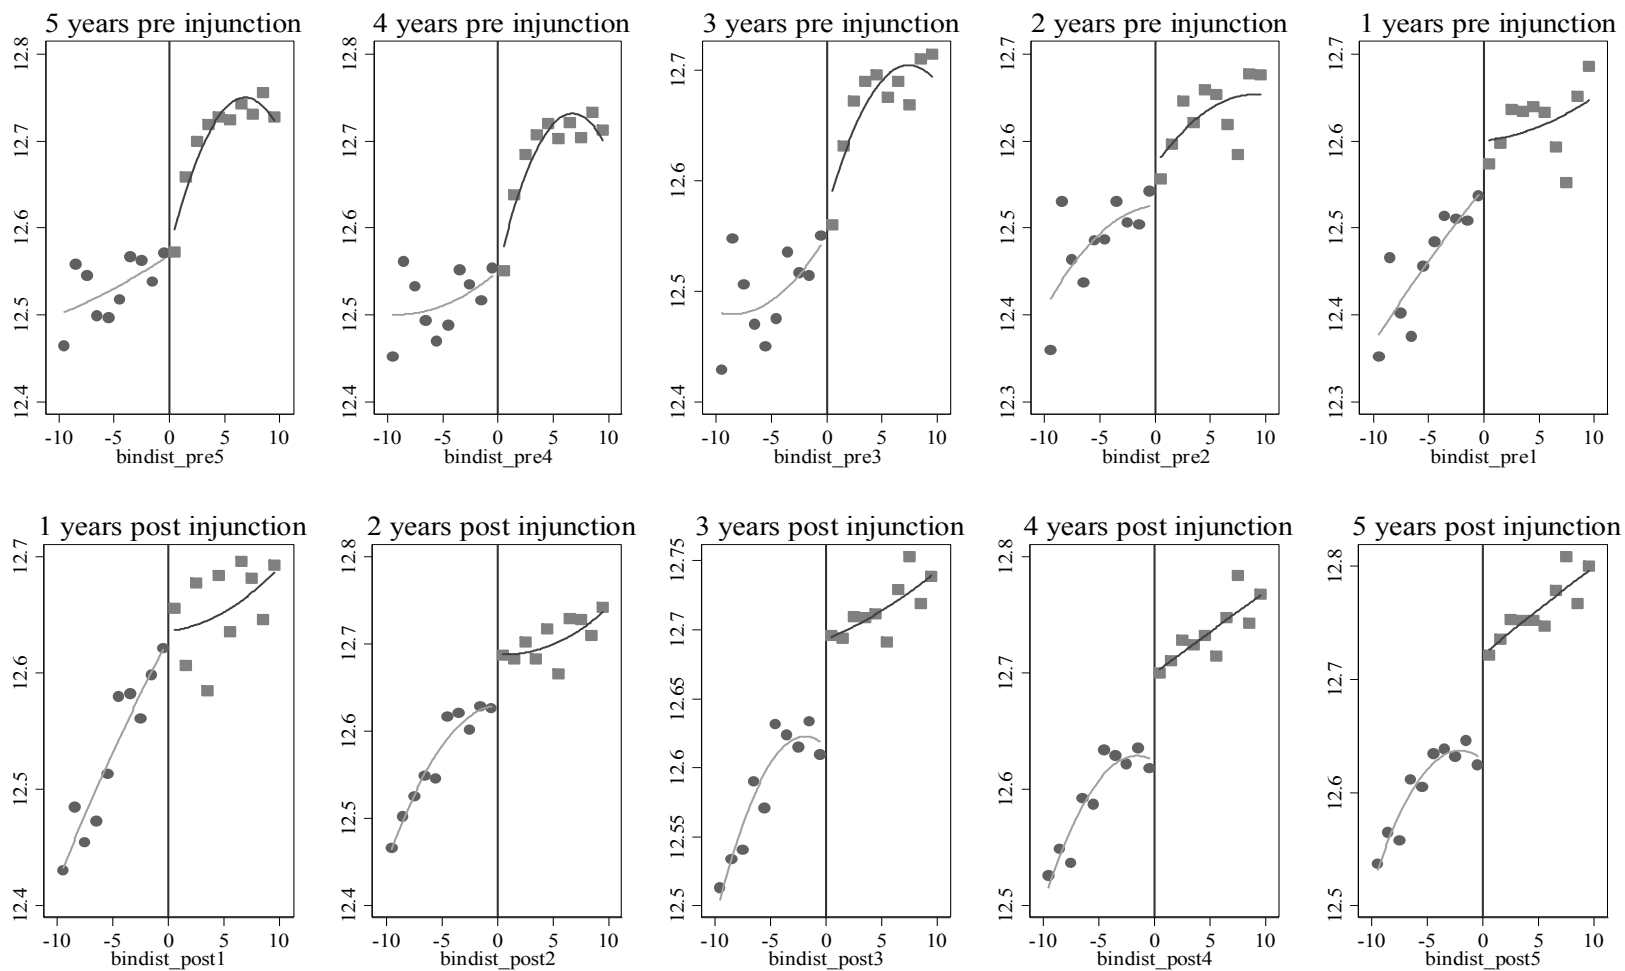 5 years pre injunction
12.8
12.7
12.6
12.5
12.4
-10 -5 0 5 10
bindist_pre5
4 years pre injunction
12.8
12.7
12.6
12.5
12.4
-10 -5 0 5 10
bindist_pre4
3 years pre injunction
12.7
12.6
12.5
12.4
-10 -5 0 5 10
bindist_pre3
2 years pre injunction
12.7
12.6
12.5
12.4
12.3
-10 -5 0 5 10
bindist_pre2
1 years pre injunction
12.7
12.6
12.5
12.4
12.3
-10 -5 0 5 10
bindist_pre1
1 years post injunction
12.7
12.6
12.5
12.4
-10 -5 0 5 10
bindist_post1
2 years post injunction
12.8
12.7
12.6
12.5
12.4
-10 -5 0 5 10
bindist_post2
3 years post injunction
12.75
12.7
12.65
12.6
12.55
12.5
-10 -5 0 5 10
bindist_post3
4 years post injunction
12.8
12.7
12.6
12.5
-10 -5 0 5 10
bindist_post4
5 years post injunction
12.8
12.7
12.6
12.5
-10 -5 0 5 10
bindist_post5